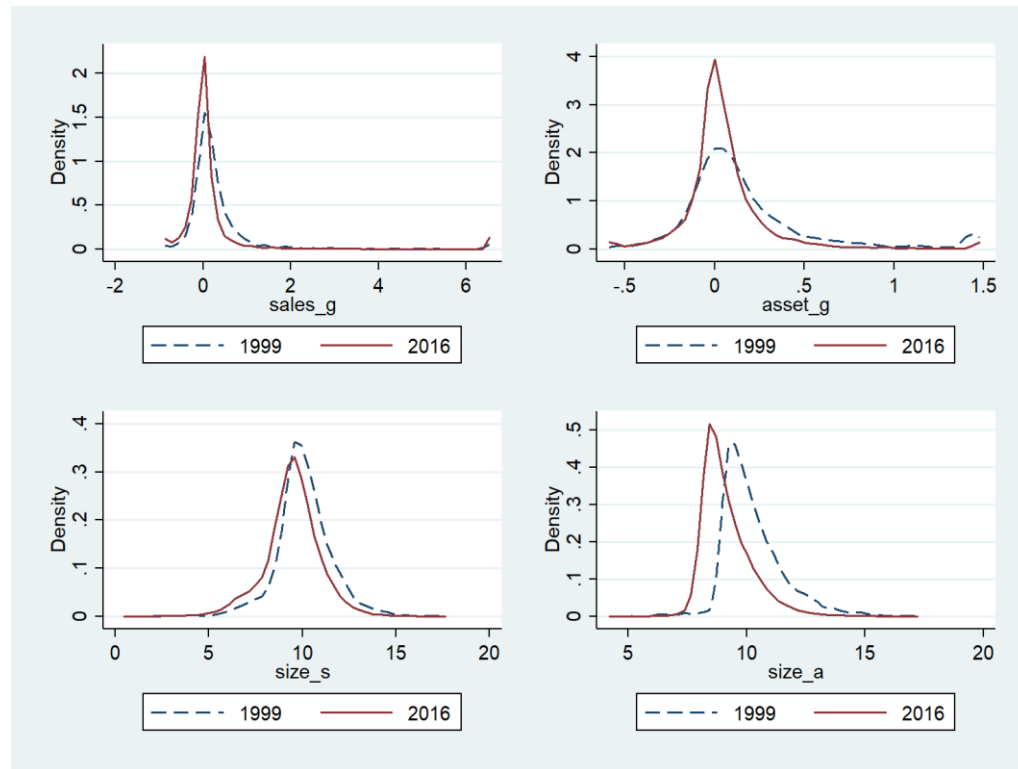 Density
0 .5 1 1.5 2
-2 0 2 4 6
sales_g
1999 2016
Density
0 1 2 3 4
-.5 0 .5 1 1.5
asset_g
1999 2016
Density
0 .1 .2 .3 .4
0 5 10 15 20
size_s
1999 2016
Density
0 .1 .2 .3 .4 .5
5 10 15 20
size_a
1999 2016